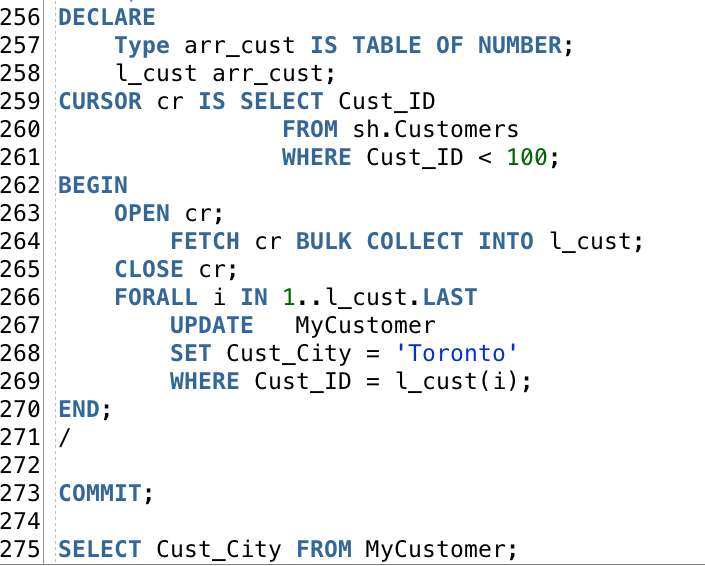 256 DECLARE
257     Type arr_cust IS TABLE OF NUMBER;
258     l_cust arr_cust;
259 CURSOR cr IS SELECT Cust_ID
260                 FROM sh.Customers
261                 WHERE Cust_ID < 100;
262 BEGIN
263     OPEN cr;
264         FETCH cr BULK COLLECT INTO l_cust;
265     CLOSE cr;
266     FORALL i IN 1..l_cust.LAST
267         UPDATE   MyCustomer
268         SET Cust_City = 'Toronto'
269         WHERE Cust_ID = l_cust(i);
270 END;
271 /
272
273 COMMIT;
274
275 SELECT Cust_City FROM MyCustomer;